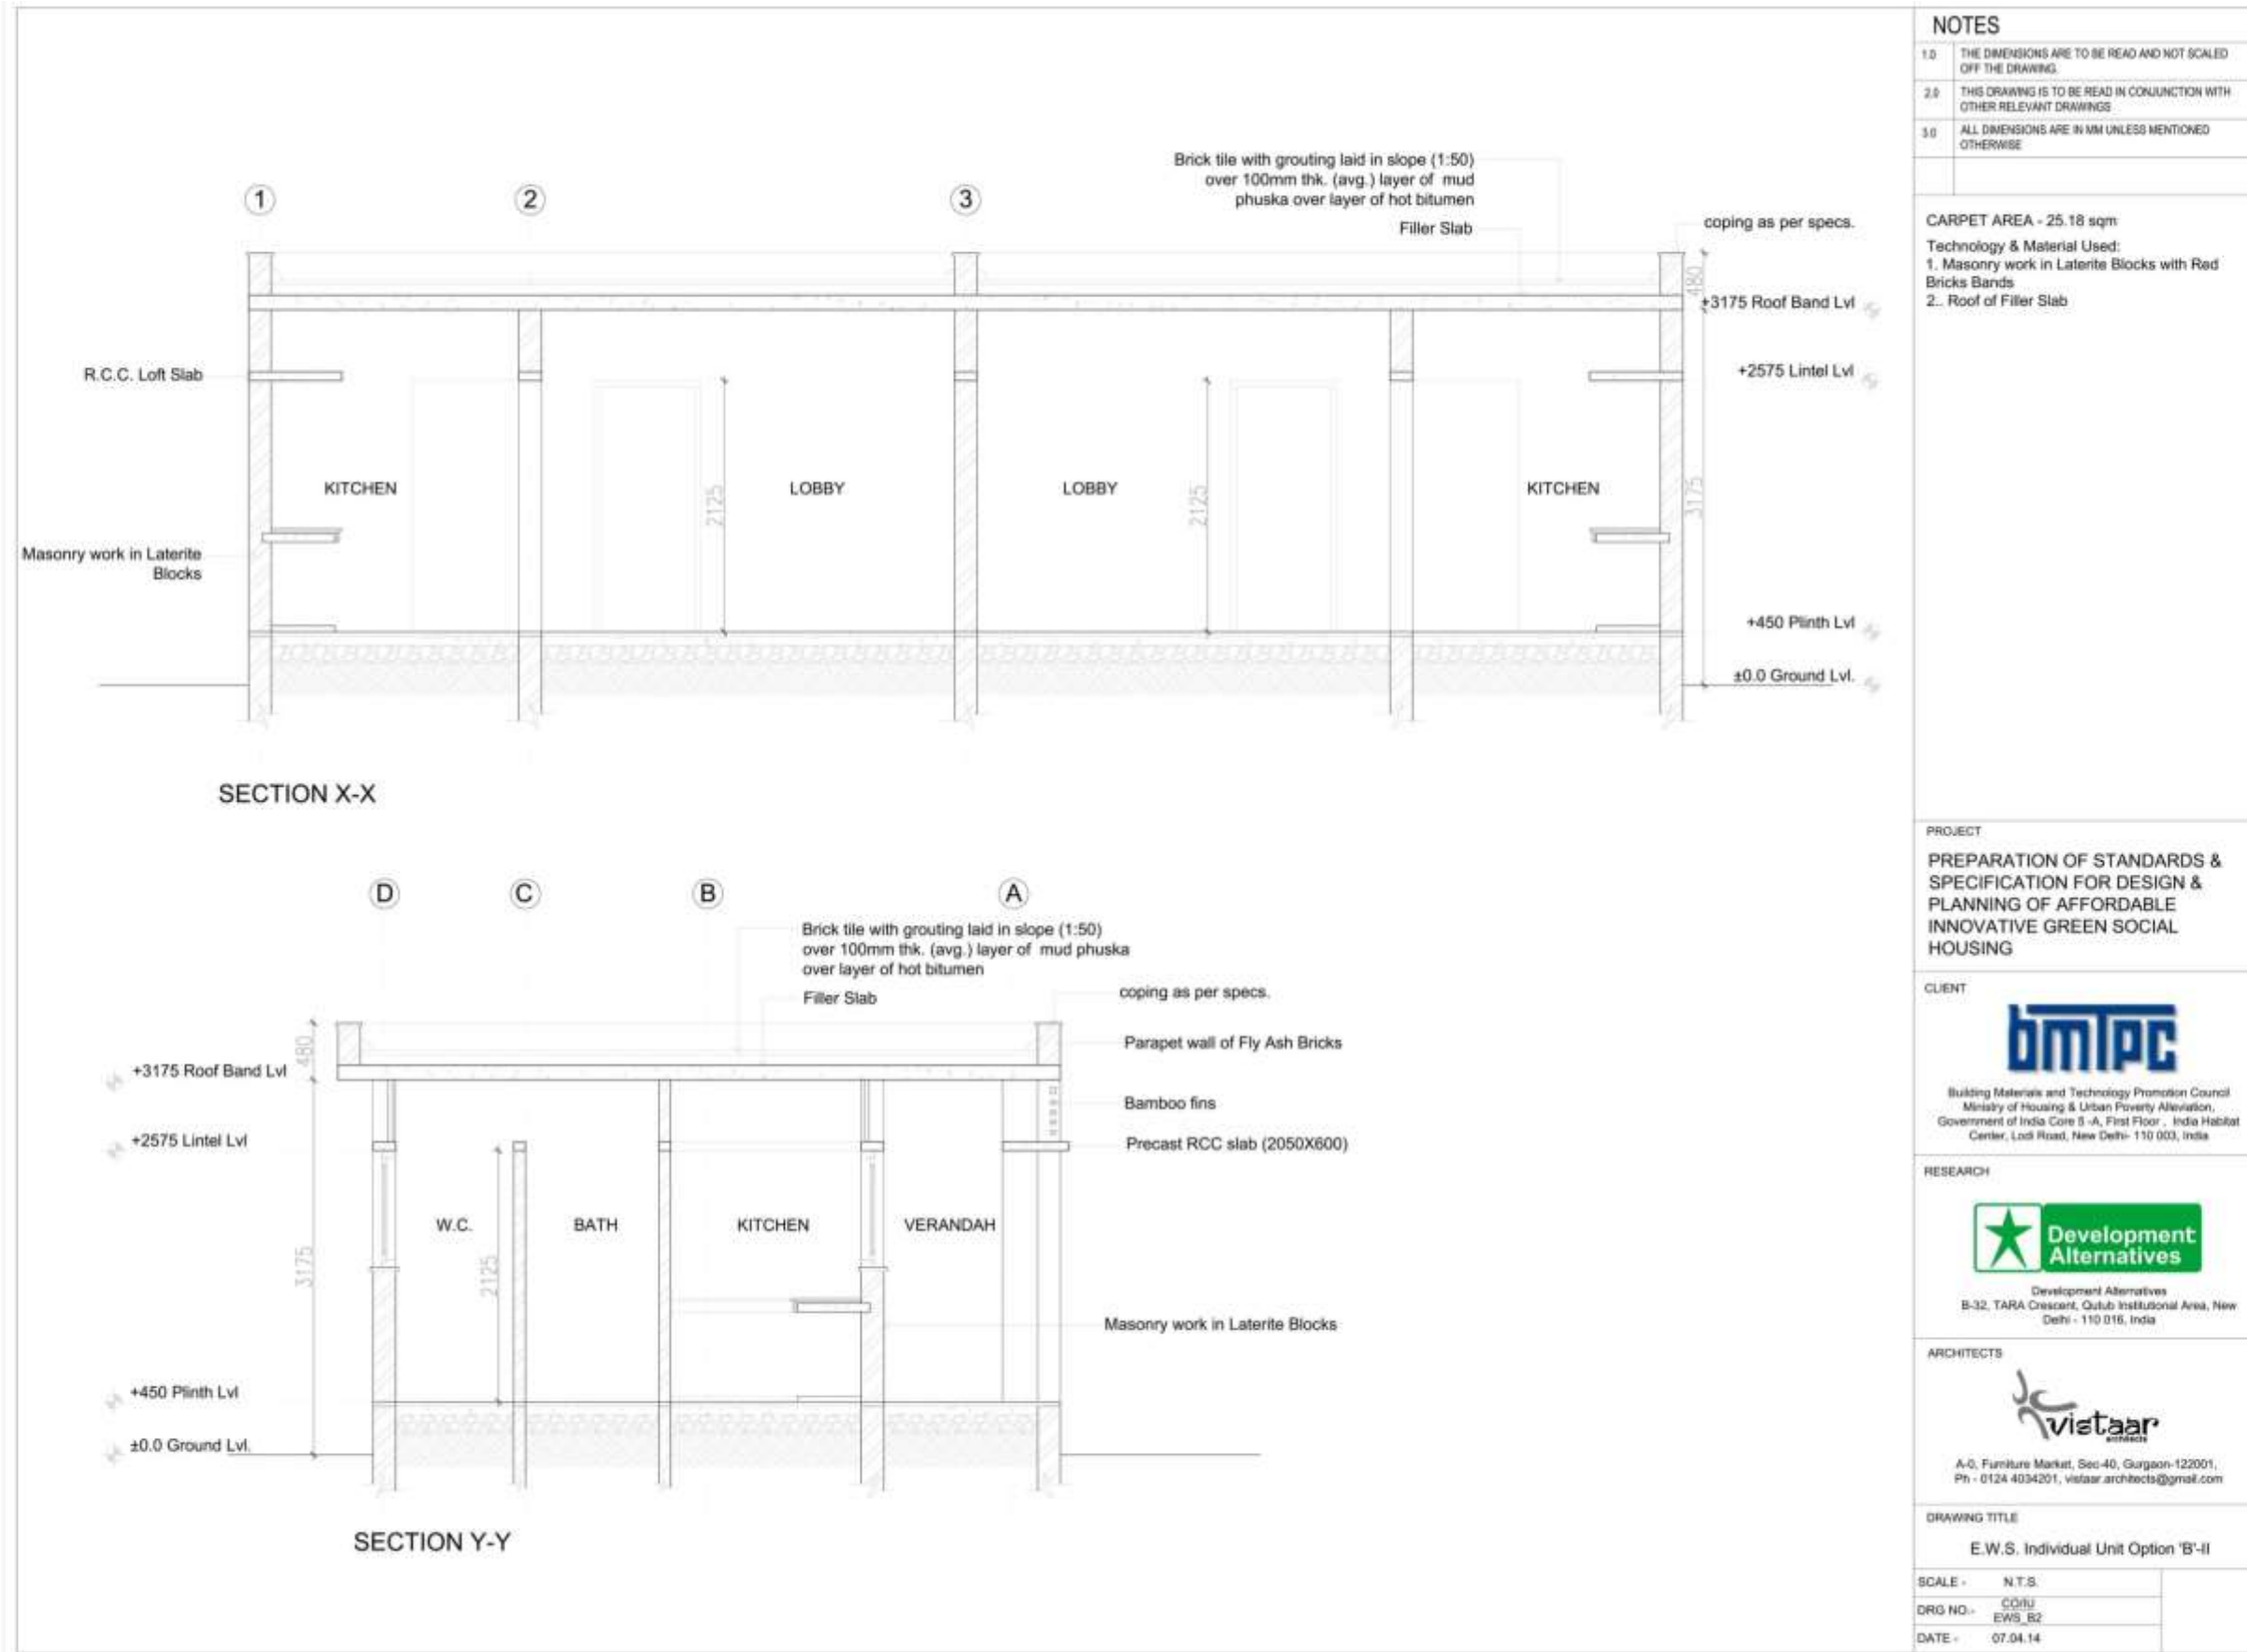 1
2
3
Brick tile with grouting laid in slope (1:50)
over 100mm thk. (avg.) layer of mud
phuska over layer of hot bitumen
Filler Slab
coping as per specs.
480
+3175 Roof Band Lvl
R.C.C. Loft Slab
+2575 Lintel Lvl
KITCHEN
2125
LOBBY
LOBBY
2125
KITCHEN
3175
Masonry work in Laterite
Blocks
+450 Plinth Lvl
±0.0 Ground Lvl.
SECTION X-X
D
C
B
A
Brick tile with grouting laid in slope (1:50)
over 100mm thk. (avg.) layer of mud phuska
over layer of hot bitumen
Filler Slab
coping as per specs.
480
+3175 Roof Band Lvl
Parapet wall of Fly Ash Bricks
Bamboo fins
+2575 Lintel Lvl
Precast RCC slab (2050X600)
W.C.
BATH
KITCHEN
VERANDAH
3175
2125
Masonry work in Laterite Blocks
+450 Plinth Lvl
±0.0 Ground Lvl.
SECTION Y-Y
NOTES
1.0 THE DIMENSIONS ARE TO BE READ AND NOT SCALED
OFF THE DRAWING.
2.0 THIS DRAWING IS TO BE READ IN CONJUNCTION WITH
OTHER RELEVANT DRAWINGS
3.0 ALL DIMENSIONS ARE IN MM UNLESS MENTIONED
OTHERWISE
CARPET AREA - 25.18 sqm
Technology & Material Used:
1. Masonry work in Laterite Blocks with Red
Bricks Bands
2.. Roof of Filler Slab
PROJECT
PREPARATION OF STANDARDS &
SPECIFICATION FOR DESIGN &
PLANNING OF AFFORDABLE
INNOVATIVE GREEN SOCIAL
HOUSING
CLIENT
bmTpc
Building Materials and Technology Promotion Council
Ministry of Housing & Urban Poverty Alleviation,
Government of India Core 5 -A, First Floor , India Habitat
Center, Lodi Road, New Delhi- 110 003, India
RESEARCH
Development
Alternatives
Development Alternatives
B-32, TARA Crescent, Qutub Institutional Area, New
Delhi - 110 016, India
ARCHITECTS
vistaar
architects
A-0, Furniture Market, Sec-40, Gurgaon-122001,
Ph - 0124 4034201, vistaar.architects@gmail.com
DRAWING TITLE
E.W.S. Individual Unit Option 'B'-II
SCALE - N.T.S.
DRG NO.- CO/IU
EWS_B2
DATE - 07.04.14